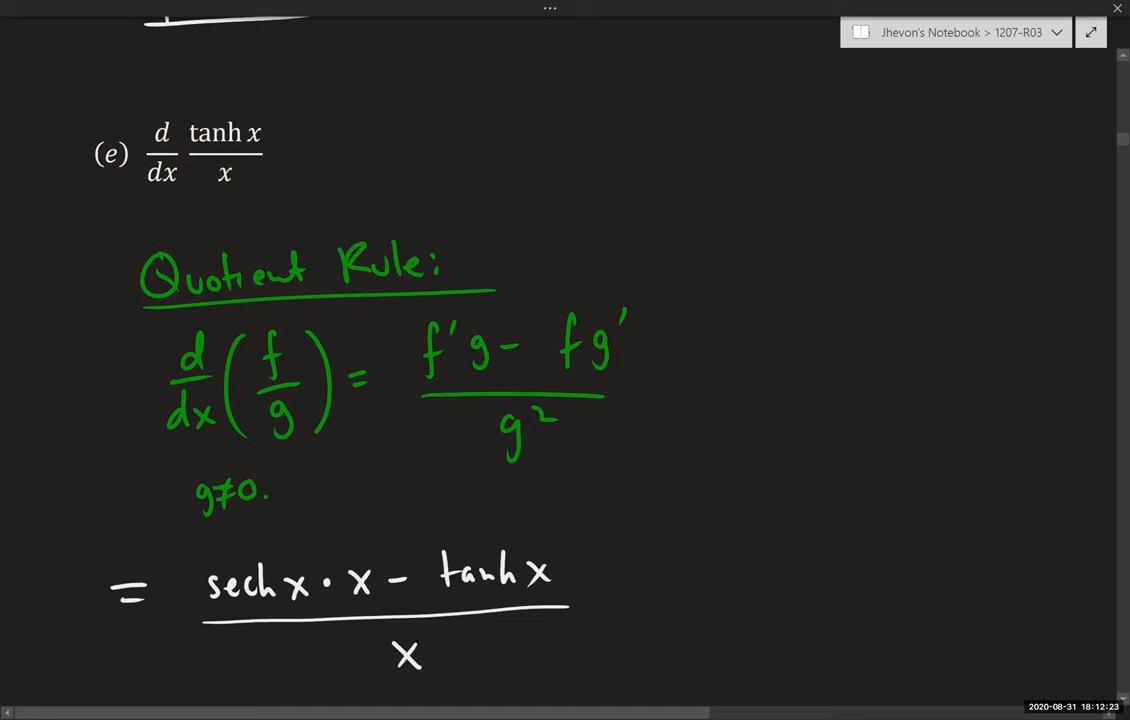 ...
Jhevon's Notebook > 1207-R03
(e) d/dx tanh x / x
Quotient Rule:
d/dx (f/g) = f'g - fg' / g²
g≠0.
= sech x · x - tanh x / x
2020-08-31 18:12:23